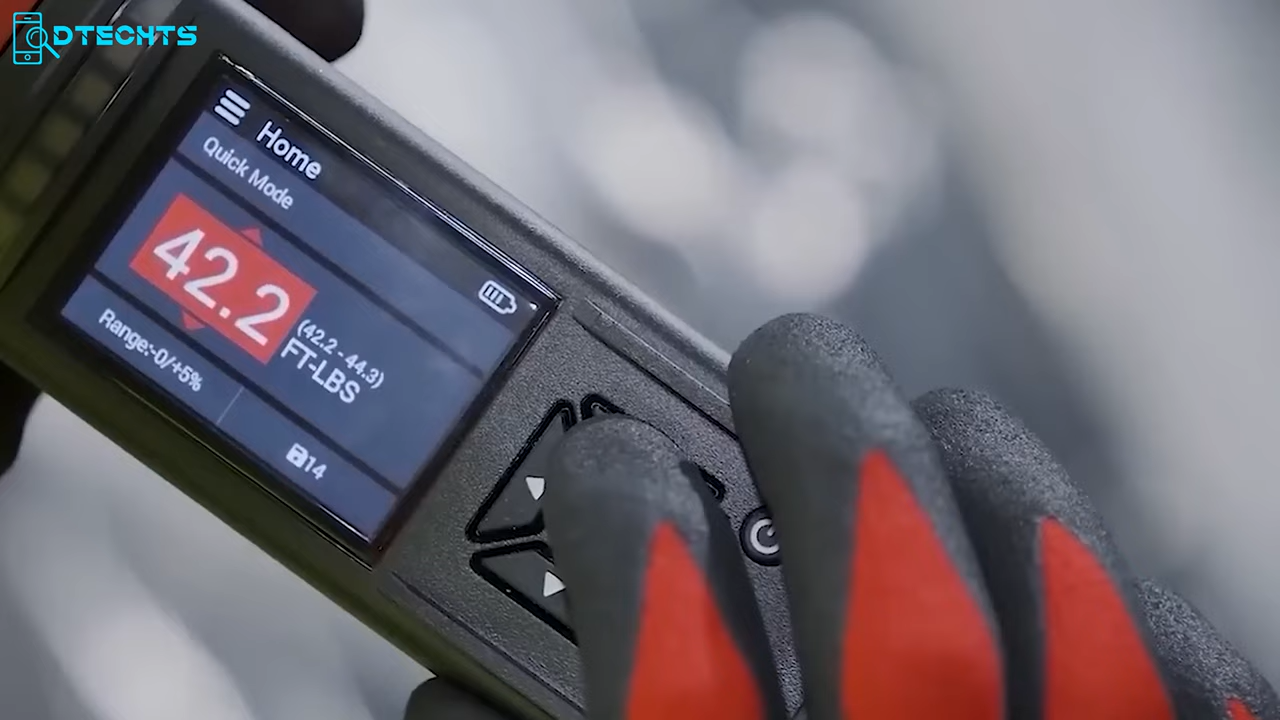 DTECHTS
Home
Quick Mode
42.2
(42.2 - 44.3)
FT-LBS
Range:-0/+5%
14